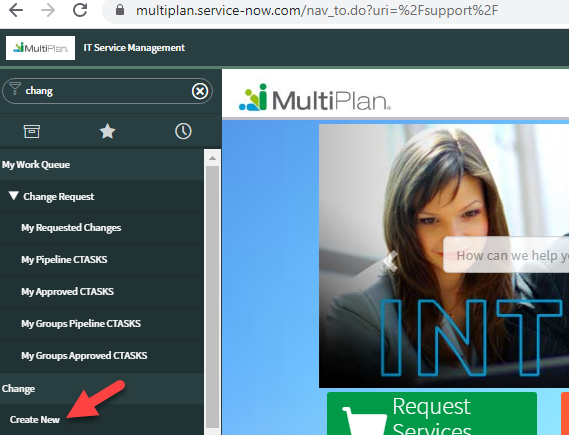 multiplan.service-now.com/nav_to.do?uri=%2Fsupport%2F
MultiPlan IT Service Management
chang
MultiPlan
My Work Queue
Change Request
My Requested Changes
My Pipeline CTASKS
My Approved CTASKS
My Groups Pipeline CTASKS
My Groups Approved CTASKS
Change
Create New
How can we help yo
INT
Request
Services